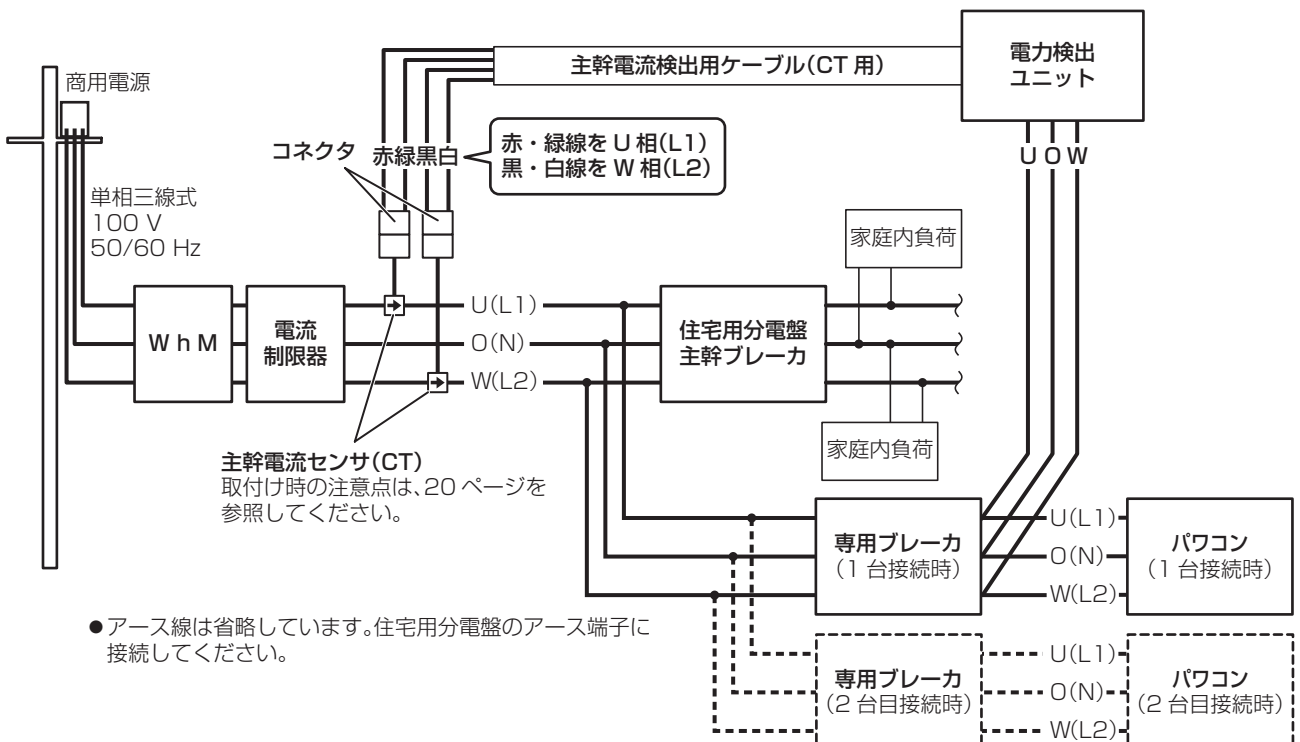 主幹電流検出用ケーブル(CT 用)
電力検出
ユニット
商用電源
コネクタ
赤緑黒白
赤・緑線を U 相(L1)
黒・白線を W 相(L2)
U O W
単相三線式
100 V
50/60 Hz
家庭内負荷
W h M
電流
制限器
U(L1)
O(N)
W(L2)
住宅用分電盤
主幹ブレーカ
家庭内負荷
主幹電流センサ(CT)
取付け時の注意点は、20 ページを
参照してください。
専用ブレーカ
(1 台接続時)
U(L1)
O(N)
W(L2)
パワコン
(1 台接続時)
●アース線は省略しています。住宅用分電盤のアース端子に
接続してください。
専用ブレーカ
(2 台目接続時)
U(L1)
O(N)
W(L2)
パワコン
(2 台目接続時)